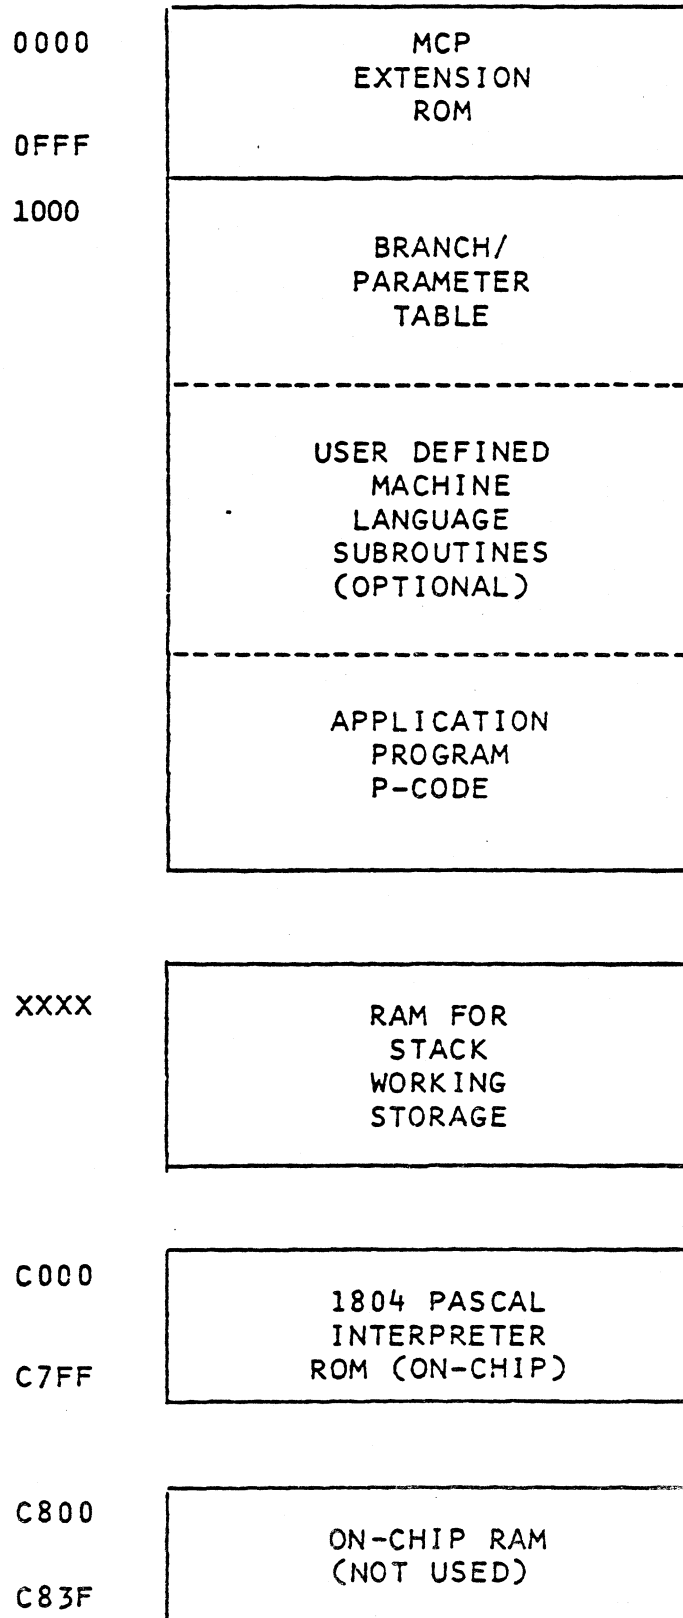 0000
MCP
EXTENSION
ROM
0FFF
1000
BRANCH/
PARAMETER
TABLE
USER DEFINED
MACHINE
LANGUAGE
SUBROUTINES
(OPTIONAL)
APPLICATION
PROGRAM
P-CODE
XXXX
RAM FOR
STACK
WORKING
STORAGE
C000
1804 PASCAL
INTERPRETER
ROM (ON-CHIP)
C7FF
C800
ON-CHIP RAM
(NOT USED)
C83F